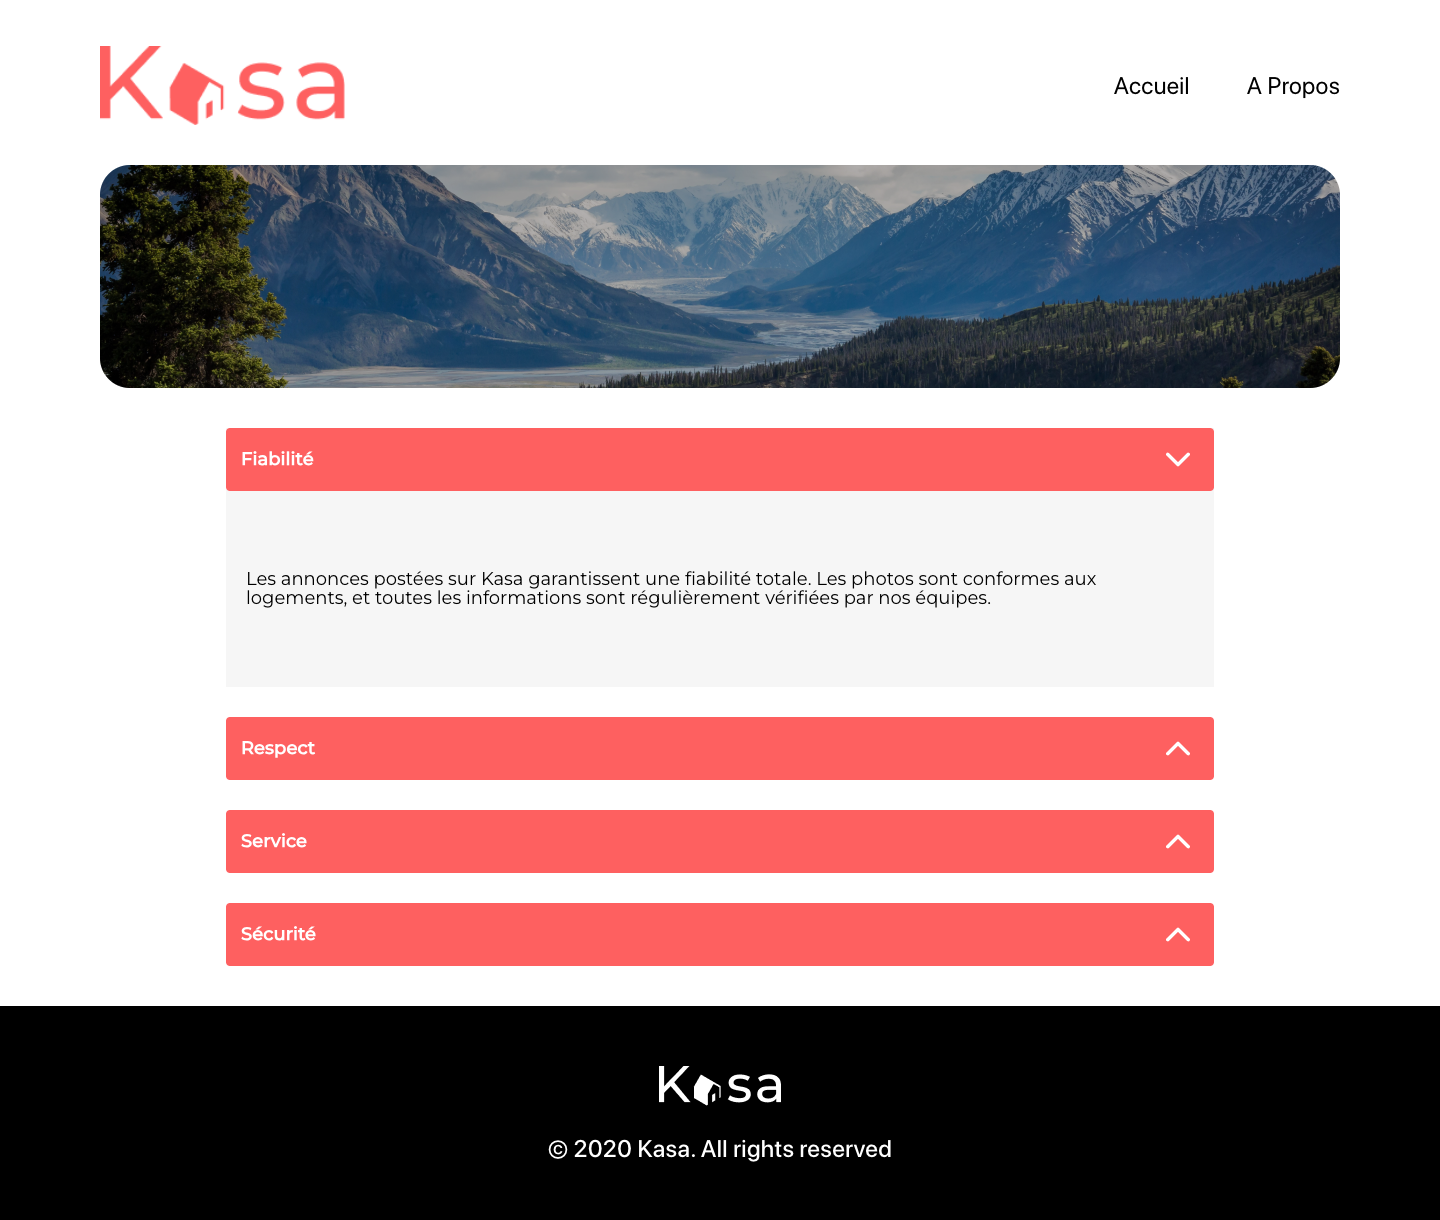 Kasa
Accueil
A Propos
Fiabilité
Les annonces postées sur Kasa garantissent une fiabilité totale. Les photos sont conformes aux
logements, et toutes les informations sont régulièrement vérifiées par nos équipes.
Respect
Service
Sécurité
Kasa
© 2020 Kasa. All rights reserved